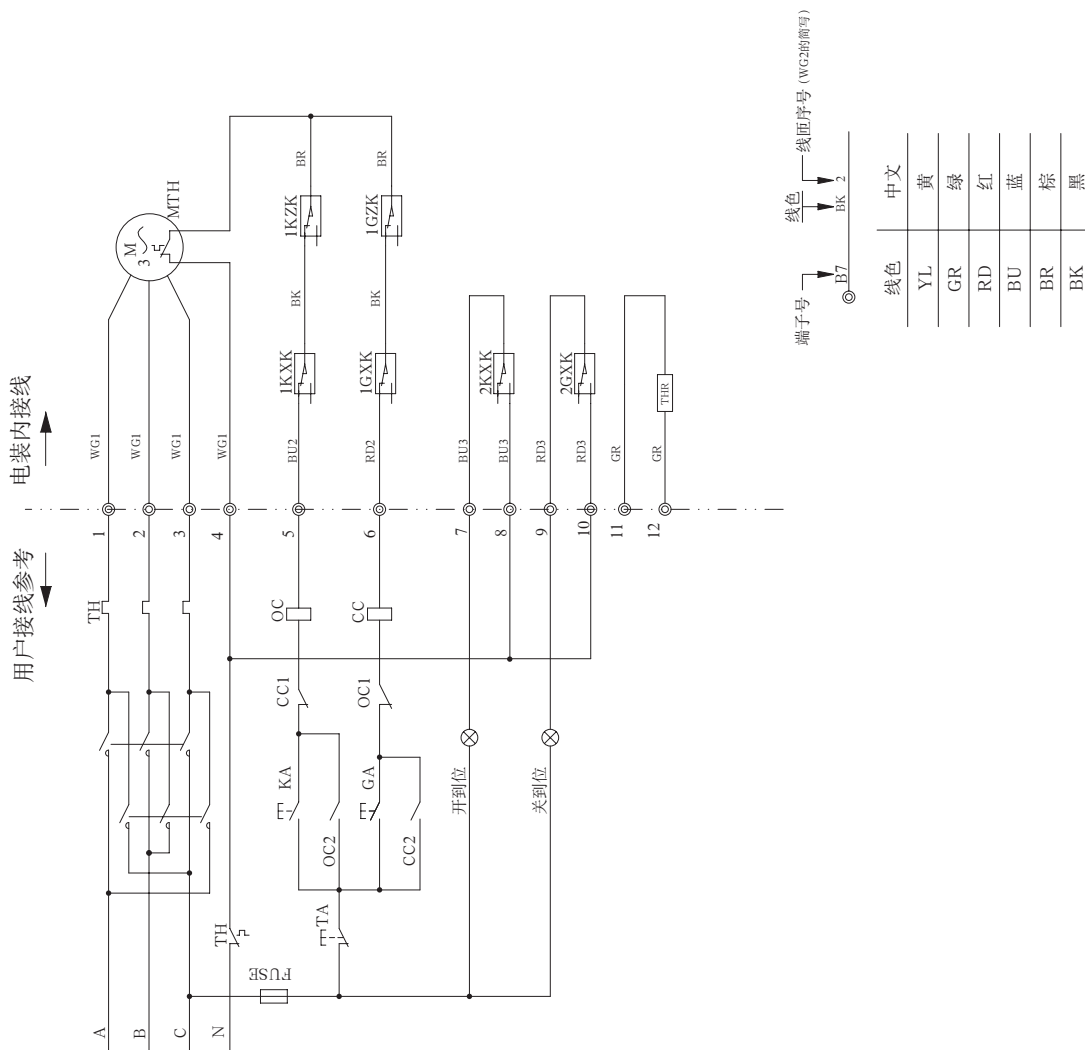 电装内接线
用户接线参考
M
3
MTH
WG1
WG1
WG1
WG1
BU2
RD2
BU3
BU3
RD3
RD3
GR
GR
1KXK
BK
1KZK
BR
1GXK
BK
1GZK
BR
2KXK
2GXK
THR
1
2
3
4
5
6
7
8
9
10
11
12
TH
OC
CC
CC1
OC1
KA
OC2
GA
CC2
TA
TH
FUSE
开到位
关到位
A
B
C
N
端子号
线色
线匝序号 (WG2的简写)
B7
BK
2
线色 中文
YL 黄
GR 绿
RD 红
BU 蓝
BR 棕
BK 黑